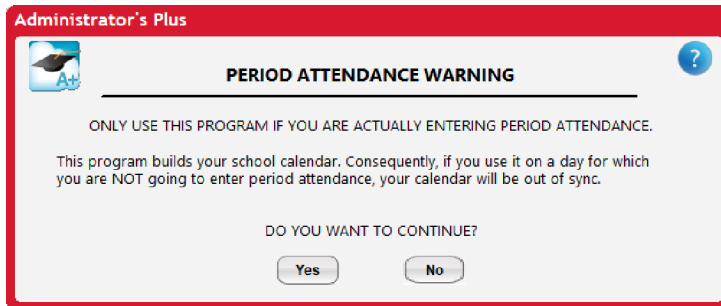 Administrator's Plus
A+
?
PERIOD ATTENDANCE WARNING
ONLY USE THIS PROGRAM IF YOU ARE ACTUALLY ENTERING PERIOD ATTENDANCE.
This program builds your school calendar. Consequently, if you use it on a day for which
you are NOT going to enter period attendance, your calendar will be out of sync.
DO YOU WANT TO CONTINUE?
Yes No